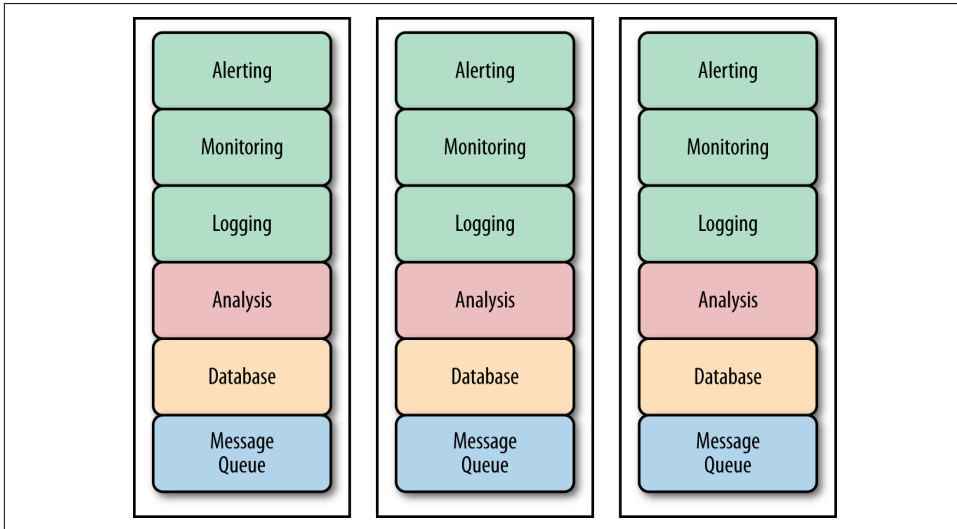 Alerting
Monitoring
Logging
Analysis
Database
Message
Queue
Alerting
Monitoring
Logging
Analysis
Database
Message
Queue
Alerting
Monitoring
Logging
Analysis
Database
Message
Queue